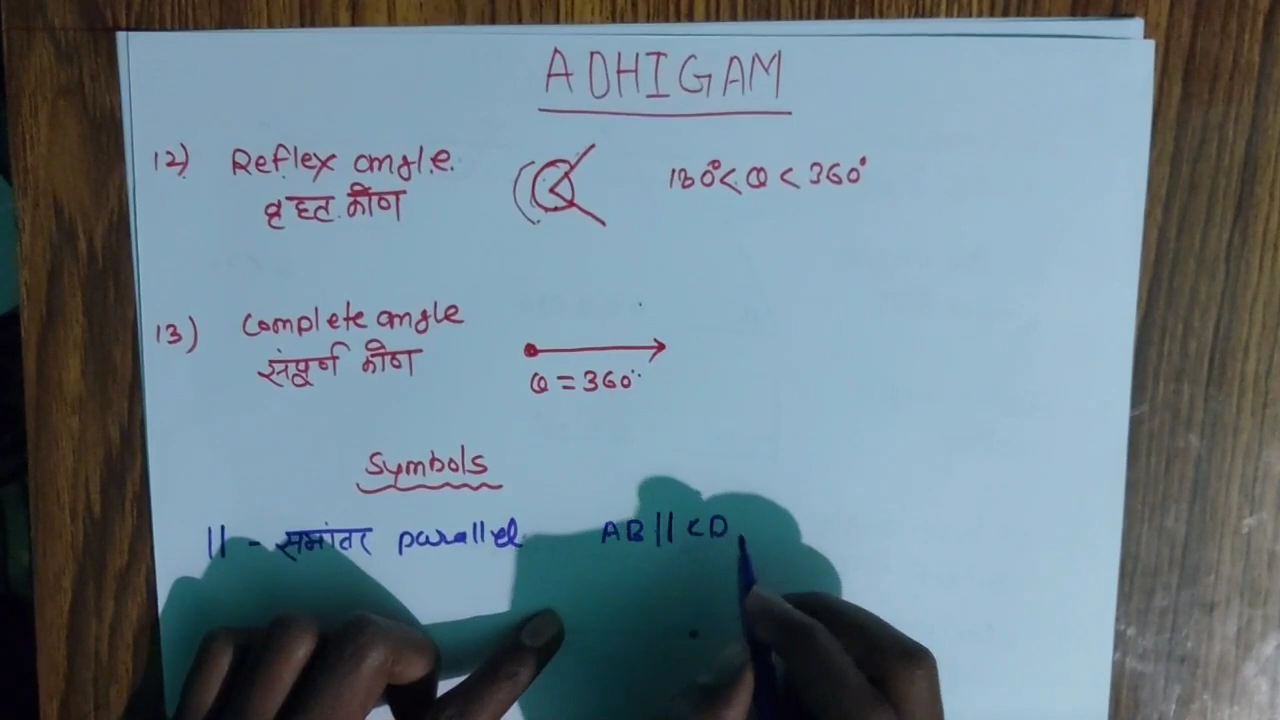 ADHIGAM
12) Reflex angle. 180°<θ<360°
वृहत कोण
13) Complete angle
संपूर्ण कोण
θ=360°
Symbols
|| - समांतर parallel AB||CD